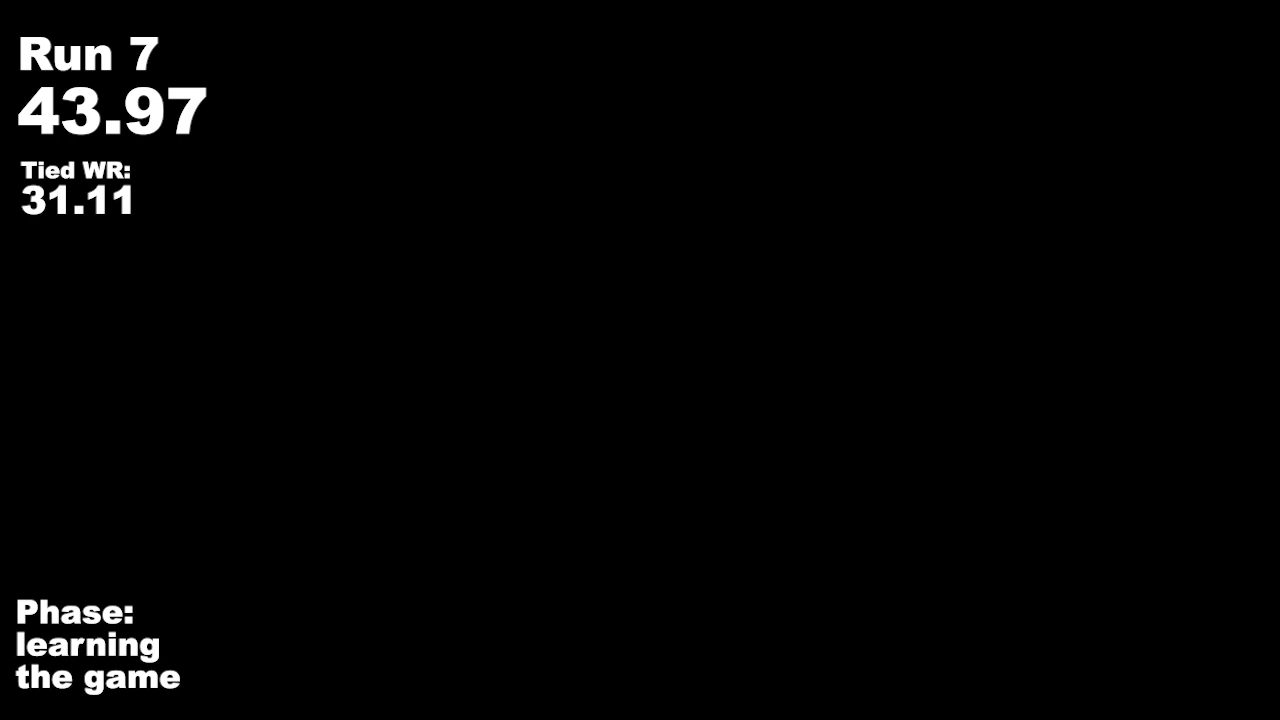 Run 7
43.97
Tied WR:
31.11
Phase:
learning
the game